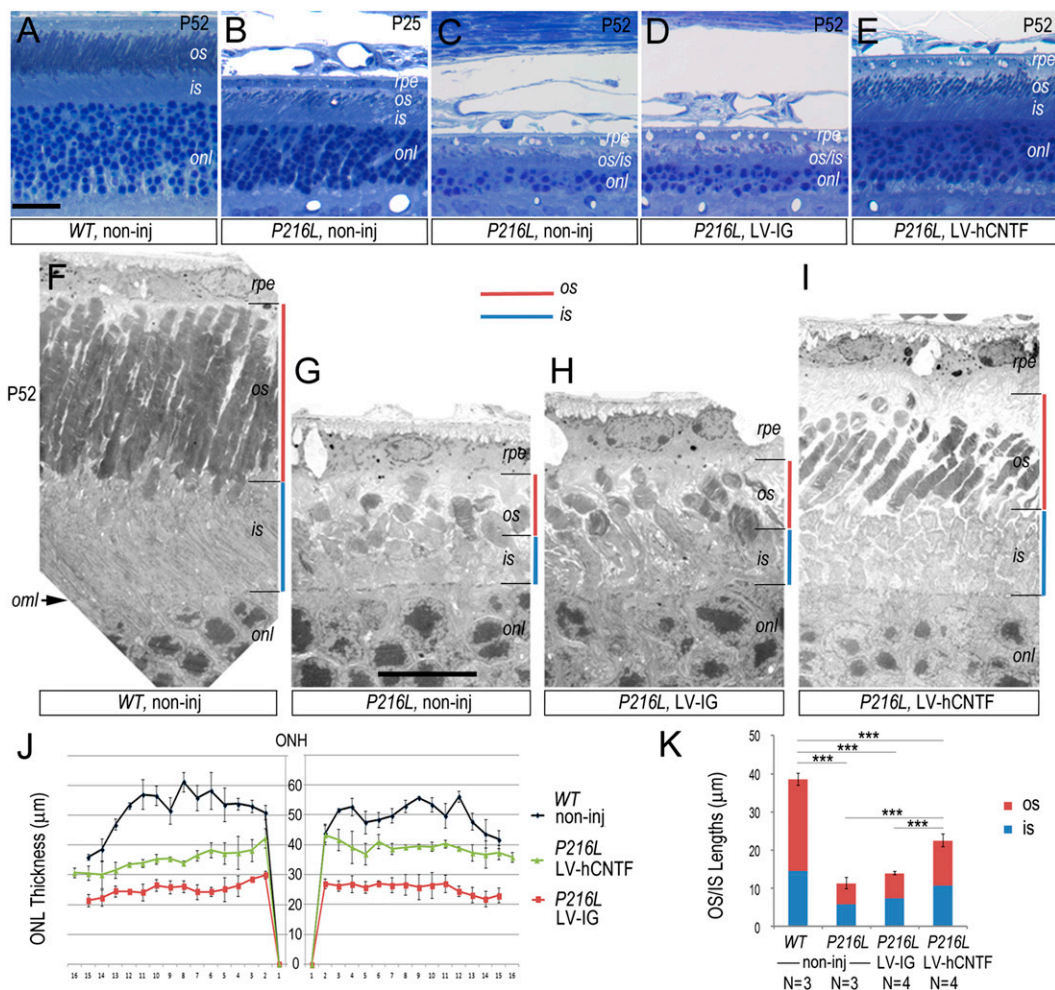 A P52 B P25 C P52 D P52 E P52
os
is
onl
rpe
os
is
onl
rpe
os/is
onl
rpe
os/is
onl
rpe
os
is
onl
WT, non-inj P216L, non-inj P216L, non-inj P216L, LV-IG P216L, LV-hCNTF
F G H I
os
is
P52
rpe
os
is
oml
onl
rpe
os
is
onl
rpe
os
is
onl
rpe
os
is
onl
WT, non-inj P216L, non-inj P216L, LV-IG P216L, LV-hCNTF
J
ONH
ONL Thickness (μm)
60
50
40
30
20
10
0
16 15 14 13 12 11 10 9 8 7 6 5 4 3 2 1
1 2 3 4 5 6 7 8 9 10 11 12 13 14 15 16
WT
non-inj
P216L
LV-hCNTF
P216L
LV-IG
K
OS/IS Lengths (μm)
50
40
30
20
10
0
***
***
***
***
***
os
is
WT P216L P216L P216L
non-inj LV-IG LV-hCNTF
N=3 N=3 N=4 N=4